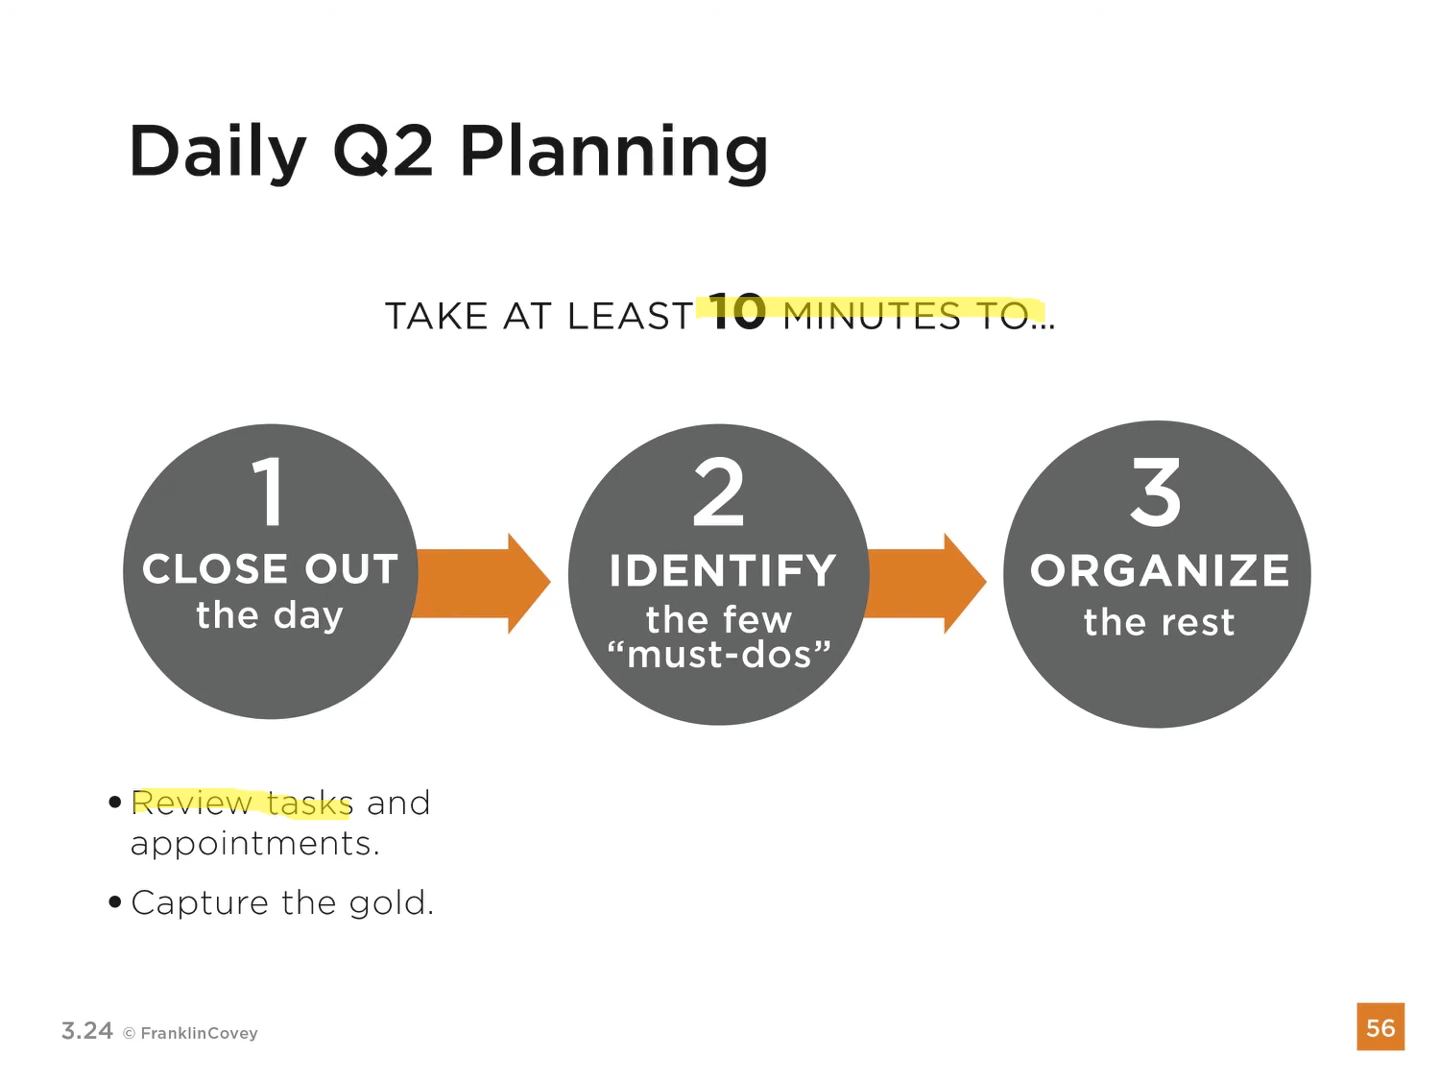 Daily Q2 Planning
TAKE AT LEAST 10 MINUTES TO...
1
CLOSE OUT
the day
2
IDENTIFY
the few
“must-dos”
3
ORGANIZE
the rest
• Review tasks and
appointments.
• Capture the gold.
3.24 © FranklinCovey
56